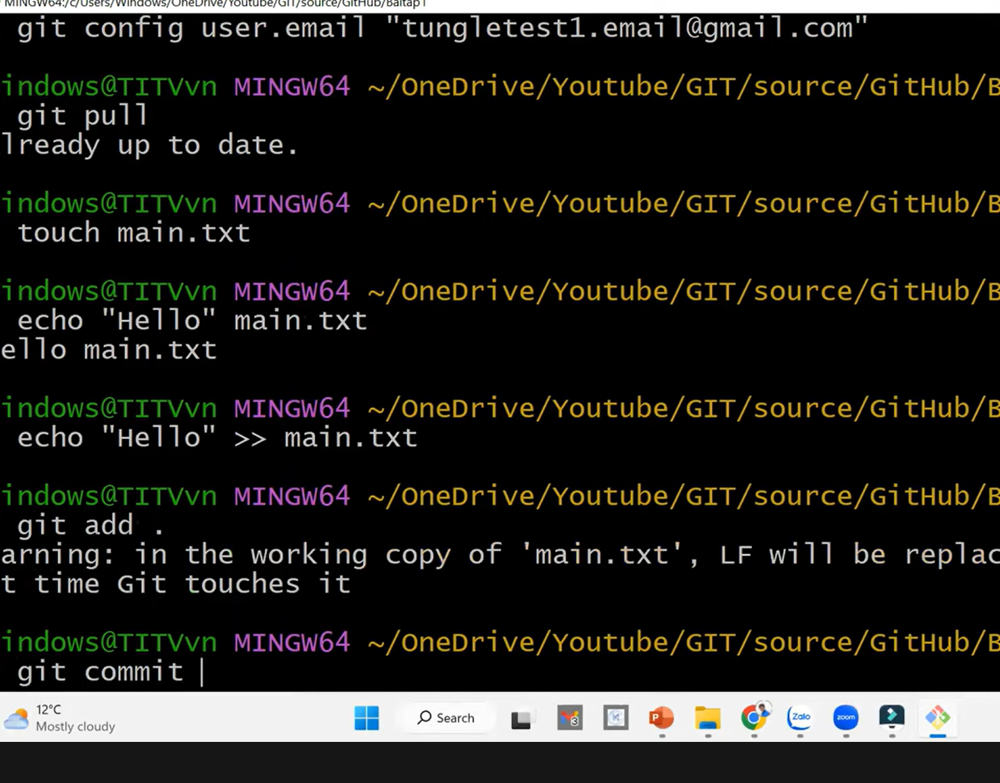 MINGW64:/c/Users/Windows/OneDrive/Youtube/GIT/source/GitHub/Baitap1
git config user.email "tungletest1.email@gmail.com"
indows@TITVvn MINGW64 ~/OneDrive/Youtube/GIT/source/GitHub/B
git pull
lready up to date.
indows@TITVvn MINGW64 ~/OneDrive/Youtube/GIT/source/GitHub/B
touch main.txt
indows@TITVvn MINGW64 ~/OneDrive/Youtube/GIT/source/GitHub/B
echo "Hello" main.txt
ello main.txt
indows@TITVvn MINGW64 ~/OneDrive/Youtube/GIT/source/GitHub/B
echo "Hello" >> main.txt
indows@TITVvn MINGW64 ~/OneDrive/Youtube/GIT/source/GitHub/B
git add .
arning: in the working copy of 'main.txt', LF will be replac
t time Git touches it
indows@TITVvn MINGW64 ~/OneDrive/Youtube/GIT/source/GitHub/B
git commit
12°C
Mostly cloudy
Search
Zalo
zoom